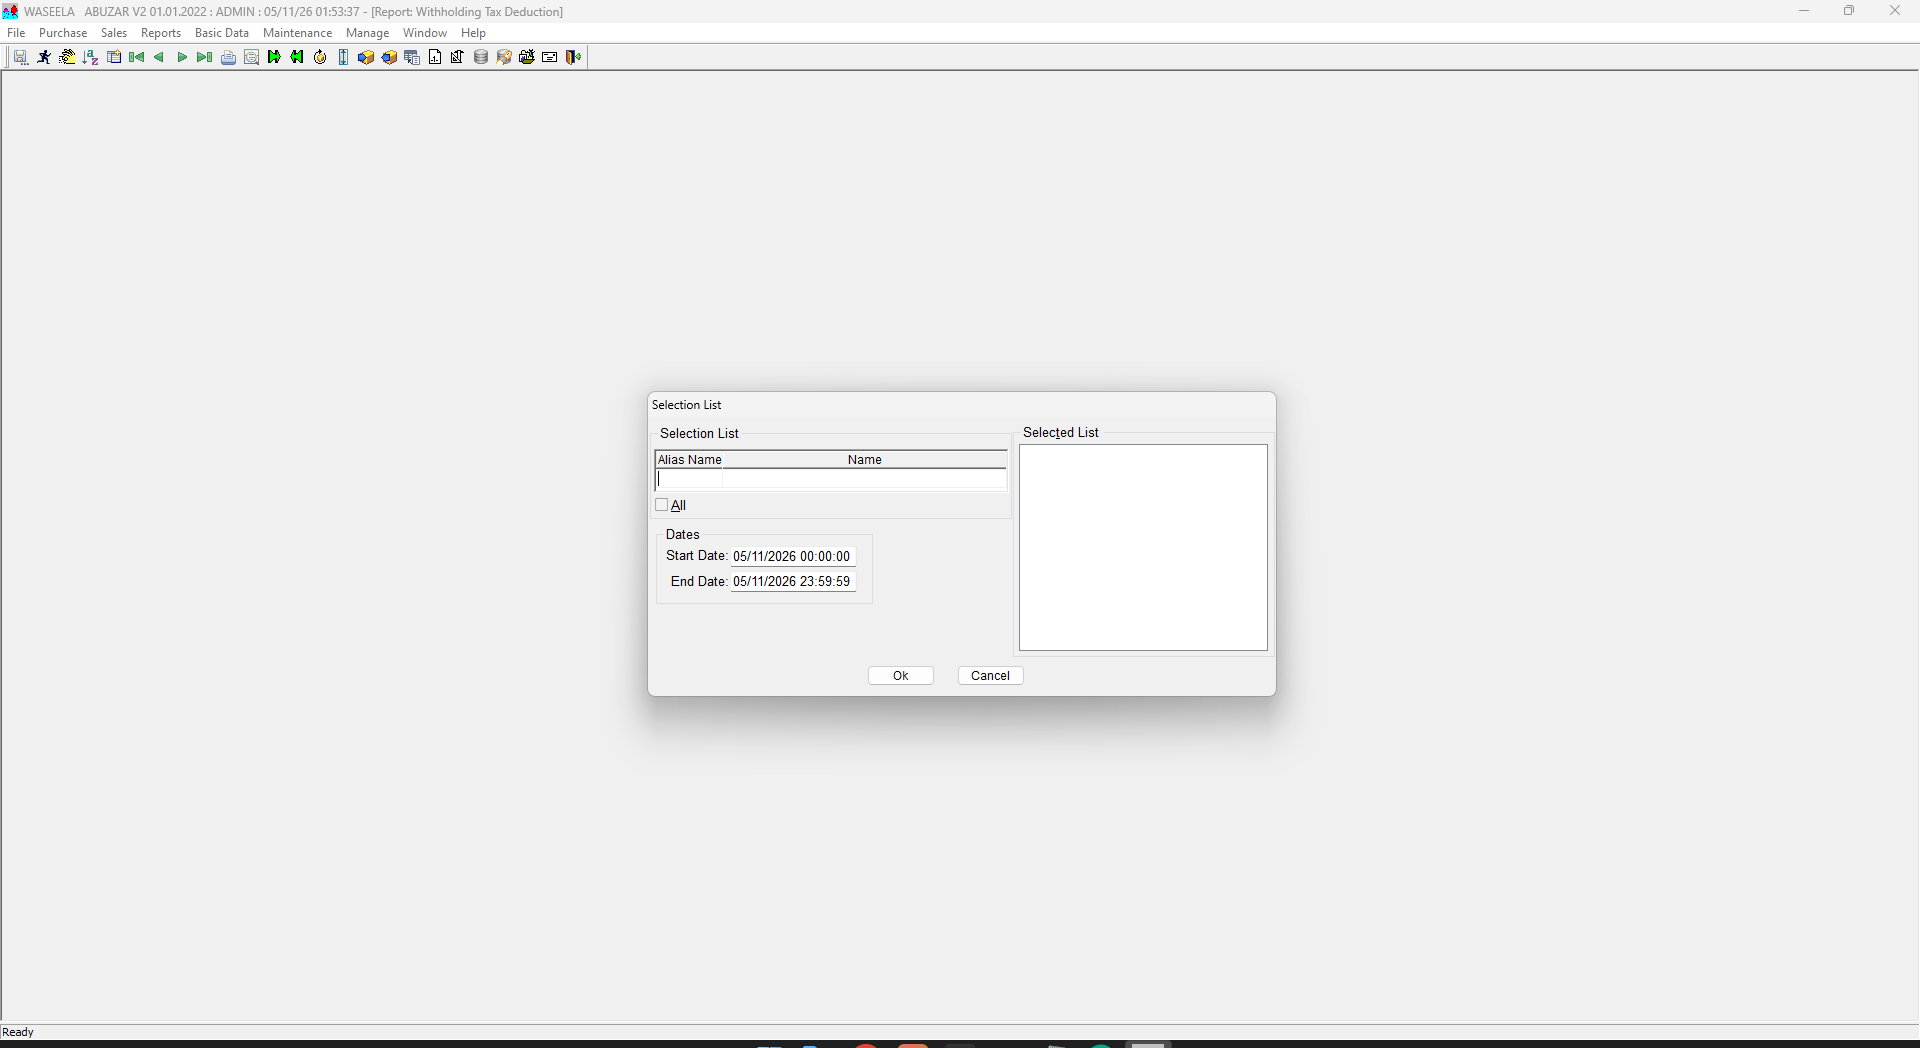 WASEELA ABUZAR V2 01.01.2022 : ADMIN : 05/11/26 01:53:37 - [Report: Withholding Tax Deduction]
File Purchase Sales Reports Basic Data Maintenance Manage Window Help
Selection List
Selection List
Alias Name Name
All
Dates
Start Date: 05/11/2026 00:00:00
End Date: 05/11/2026 23:59:59
Selected List
Ok Cancel
Ready